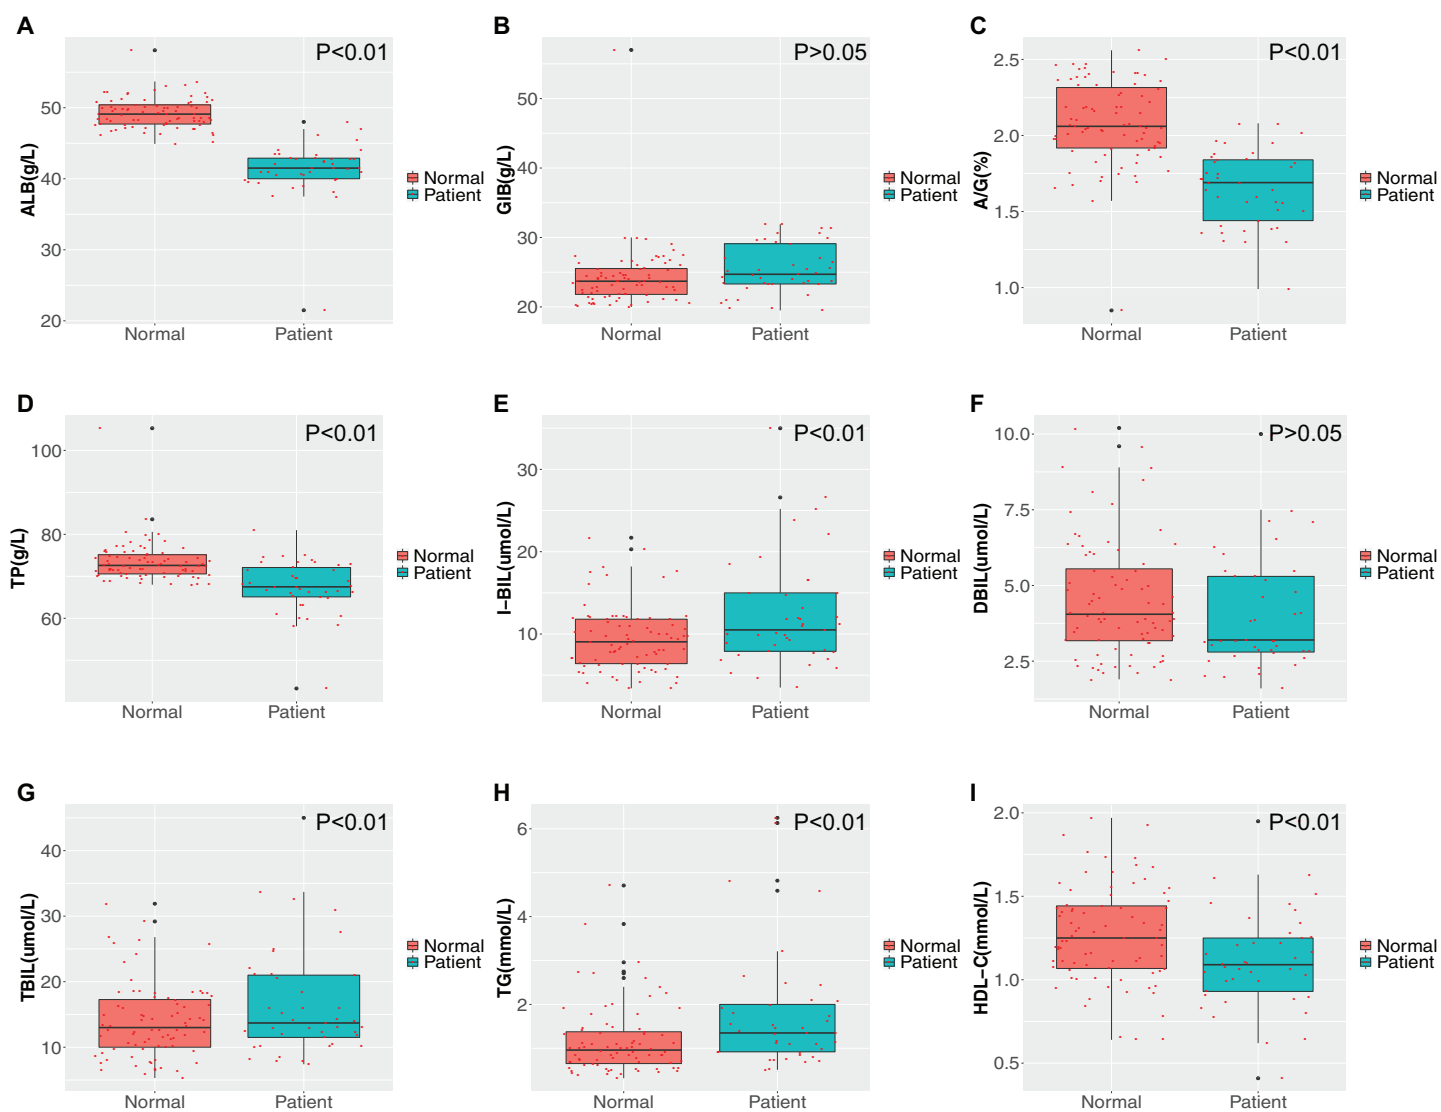 A
P<0.01
ALB(g/L)
50
40
30
20
Normal
Patient
Normal
Patient
B
P>0.05
GIB(g/L)
50
40
30
20
Normal
Patient
Normal
Patient
C
P<0.01
A/G(%)
2.5
2.0
1.5
1.0
Normal
Patient
Normal
Patient
D
P<0.01
TP(g/L)
100
80
60
Normal
Patient
Normal
Patient
E
P<0.01
I−BIL(umol/L)
30
20
10
Normal
Patient
Normal
Patient
F
P>0.05
DBIL(umol/L)
10.0
7.5
5.0
2.5
Normal
Patient
Normal
Patient
G
P<0.01
TBIL(umol/L)
40
30
20
10
Normal
Patient
Normal
Patient
H
P<0.01
TG(mmol/L)
6
4
2
Normal
Patient
Normal
Patient
I
P<0.01
HDL−C(mmol/L)
2.0
1.5
1.0
0.5
Normal
Patient
Normal
Patient